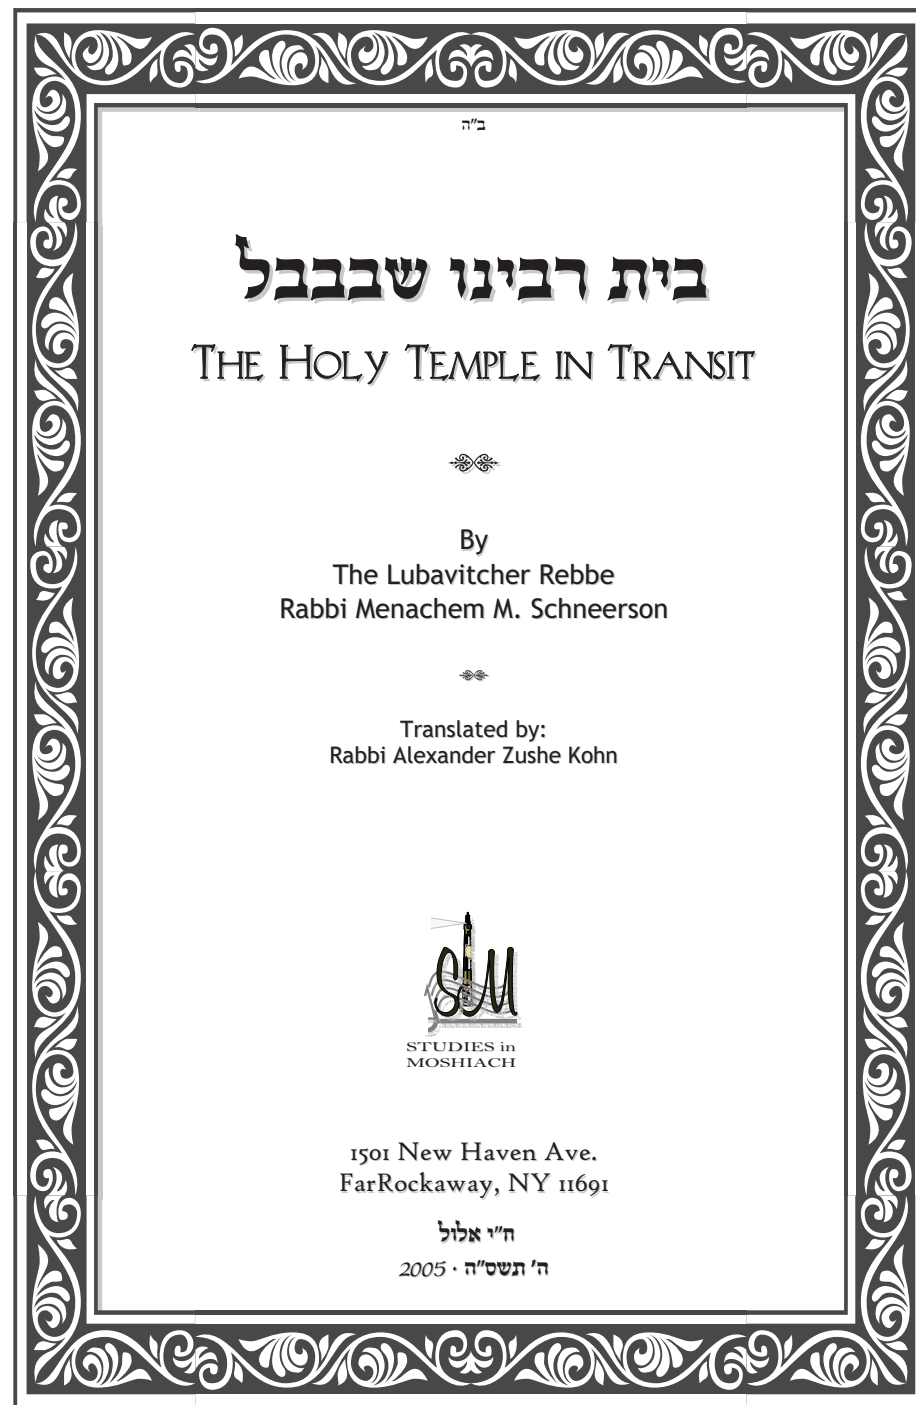 ב"ה
בית רבינו שבבבל
THE HOLY TEMPLE IN TRANSIT
By
The Lubavitcher Rebbe
Rabbi Menachem M. Schneerson
Translated by:
Rabbi Alexander Zushe Kohn
SIM
STUDIES in
MOSHIACH
1501 New Haven Ave.
FarRockaway, NY 11691
ח"י אלול
ה' תשס"ה · 2005